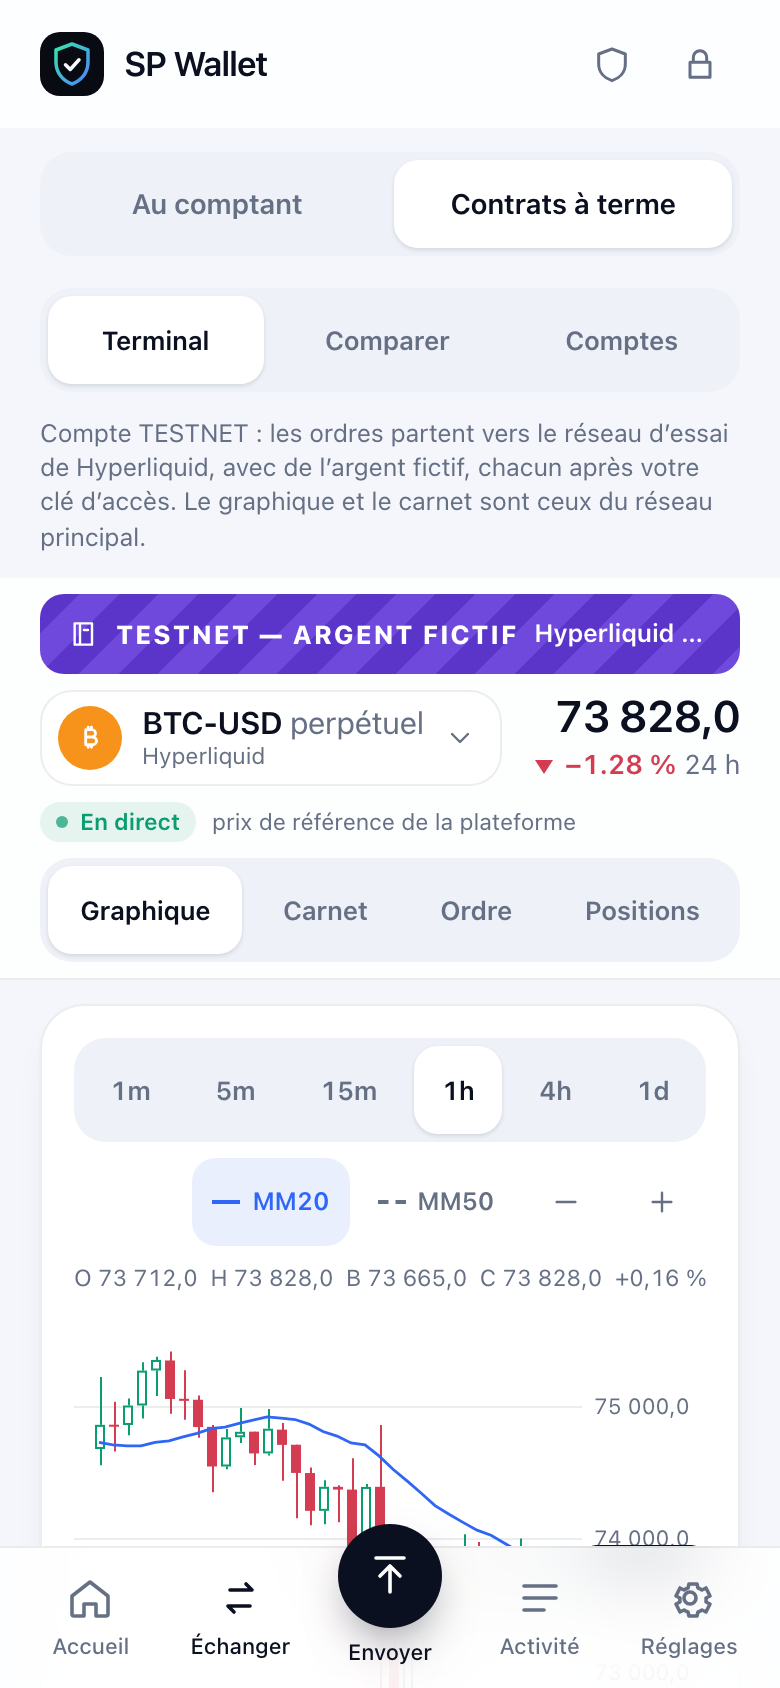 SP Wallet
Au comptant
Contrats à terme
Terminal
Comparer
Comptes
Compte TESTNET : les ordres partent vers le réseau d’essai
de Hyperliquid, avec de l’argent fictif, chacun après votre
clé d’accès. Le graphique et le carnet sont ceux du réseau
principal.
TESTNET — ARGENT FICTIF Hyperliquid ...
BTC-USD perpétuel
Hyperliquid
73 828,0
−1.28 % 24 h
En direct
prix de référence de la plateforme
Graphique
Carnet
Ordre
Positions
1m
5m
15m
1h
4h
1d
MM20
MM50
O 73 712,0 H 73 828,0 B 73 665,0 C 73 828,0 +0,16 %
75 000,0
74 000,0
73 000,0
Accueil
Échanger
Envoyer
Activité
Réglages